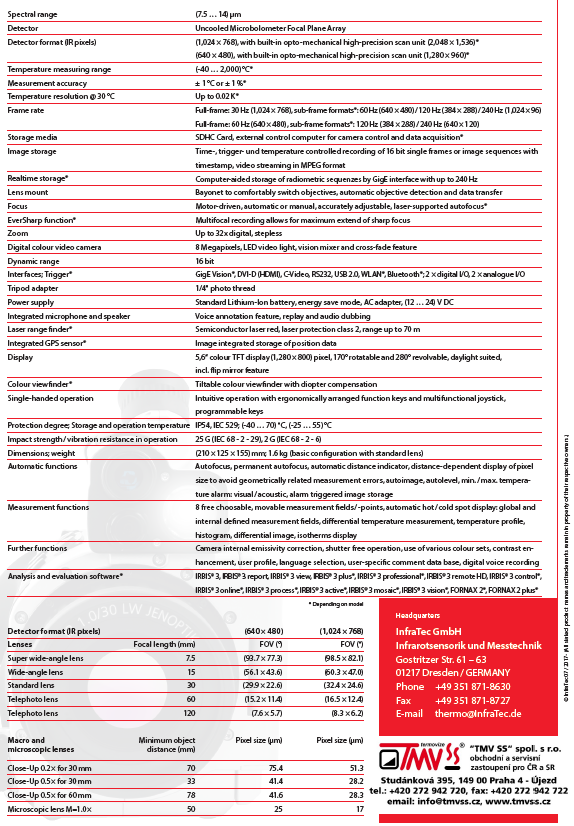 Spectral range (7.5 … 14) µm
Detector Uncooled Microbolometer Focal Plane Array
Detector format (IR pixels) (1,024 × 768), with built-in opto-mechanical high-precision scan unit (2,048 × 1,536)*
(640 × 480), with built-in opto-mechanical high-precision scan unit (1,280 × 960)*
Temperature measuring range (-40 … 2,000) °C*
Measurement accuracy ± 1 °C or ± 1 %*
Temperature resolution @ 30 °C Up to 0.02 K*
Frame rate Full-frame: 30 Hz (1,024 × 768), sub-frame formats*: 60 Hz (640 × 480) / 120 Hz (384 × 288) / 240 Hz (1,024 × 96)
Full-frame: 60 Hz (640 × 480), sub-frame formats*: 120 Hz (384 × 288) / 240 Hz (640 × 120)
Storage media SDHC Card, external control computer for camera control and data acquisition*
Image storage Time-, trigger- und temperature controlled recording of 16 bit single frames or image sequences with
timestamp, video streaming in MPEG format
Realtime storage* Computer-aided storage of radiometric sequenzes by GigE interface with up to 240 Hz
Lens mount Bayonet to comfortably switch objectives, automatic objective detection and data transfer
Focus Motor-driven, automatic or manual, accurately adjustable, laser-supported autofocus*
EverSharp function* Multifocal recording allows for maximum extend of sharp focus
Zoom Up to 32x digital, stepless
Digital colour video camera 8 Megapixels, LED video light, vision mixer and cross-fade feature
Dynamic range 16 bit
Interfaces; Trigger* GigE Vision*, DVI-D (HDMI), C-Video, RS232, USB 2.0, WLAN*, Bluetooth*; 2 × digital I/O, 2 × analogue I/O
Tripod adapter 1/4" photo thread
Power supply Standard Lithium-Ion battery, energy save mode, AC adapter, (12 … 24) V DC
Integrated microphone and speaker Voice annotation feature, replay and audio dubbing
Laser range finder* Semiconductor laser red, laser protection class 2, range up to 70 m
Integrated GPS sensor* Image integrated storage of position data
Display 5,6" colour TFT display (1,280 × 800) pixel, 170° rotatable and 280° revolvable, daylight suited,
incl. flip mirror feature
Colour viewfinder* Tiltable colour viewfinder with diopter compensation
Single-handed operation Intuitive operation with ergonomically arranged function keys and multifunctional joystick,
programmable keys
Protection degree; Storage and operation temperature IP54, IEC 529; (-40 … 70) °C, (-25 … 55) °C
Impact strength / vibration resistance in operation 25 G (IEC 68 - 2 - 29), 2 G (IEC 68 - 2 - 6)
Dimensions; weight (210 × 125 × 155) mm; 1.6 kg (basic configuration with standard lens)
Automatic functions Autofocus, permanent autofocus, automatic distance indicator, distance-dependent display of pixel
size to avoid geometrically related measurement errors, autoimage, autolevel, min. / max. tempera-
ture alarm: visual / acoustic, alarm triggered image storage
Measurement functions 8 free choosable, movable measurement fields / -points, automatic hot / cold spot display: global and
internal defined measurement fields, differential temperature measurement, temperature profile,
histogram, differential image, isotherms display
Further functions Camera internal emissivity correction, shutter free operation, use of various colour sets, contrast en-
hancement, user profile, language selection, user-specific comment data base, digital voice recording
Analysis and evaluation software* IRBIS® 3, IRBIS® 3 report, IRBIS® 3 view, IRBIS® 3 plus*, IRBIS® 3 professional*, IRBIS® 3 remote HD, IRBIS® 3 control*,
IRBIS® 3 online*, IRBIS® 3 process*, IRBIS® 3 active*, IRBIS® 3 mosaic*, IRBIS® 3 vision*, FORNAX 2*, FORNAX 2 plus*
* Depending on model
Detector format (IR pixels) (640 × 480) (1,024 × 768)
Lenses Focal length (mm) FOV (°) FOV (°)
Super wide-angle lens 7.5 (93.7 × 77.3) (98.5 × 82.1)
Wide-angle lens 15 (56.1 × 43.6) (60.3 × 47.0)
Standard lens 30 (29.9 × 22.6) (32.4 × 24.6)
Telephoto lens 60 (15.2 × 11.4) (16.5 × 12.4)
Telephoto lens 120 (7.6 × 5.7) (8.3 × 6.2)
Macro and Minimum object Pixel size (µm) Pixel size (µm)
microscopic lenses distance (mm)
Close-Up 0.2× for 30 mm 70 75.4 51.3
Close-Up 0.5× for 30 mm 33 41.4 28.2
Close-Up 0.5× for 60 mm 78 41.6 28.3
Microscopic lens M=1.0× 50 25 17
1.0/30 LW JENOPTI
Headquarters
InfraTec GmbH
Infrarotsensorik und Messtechnik
Gostritzer Str. 61 – 63
01217 Dresden / GERMANY
Phone +49 351 871-8630
Fax +49 351 871-8727
E-mail thermo@InfraTec.de
termovize
TMV SS ®
"TMV SS" spol. s r.o.
obchodní a servisní
zastoupení pro ČR a SR
Studánková 395, 149 00 Praha 4 - Újezd
tel.: +420 272 942 720, fax: +420 272 942 722
email: info@tmvss.cz, www.tmvss.cz